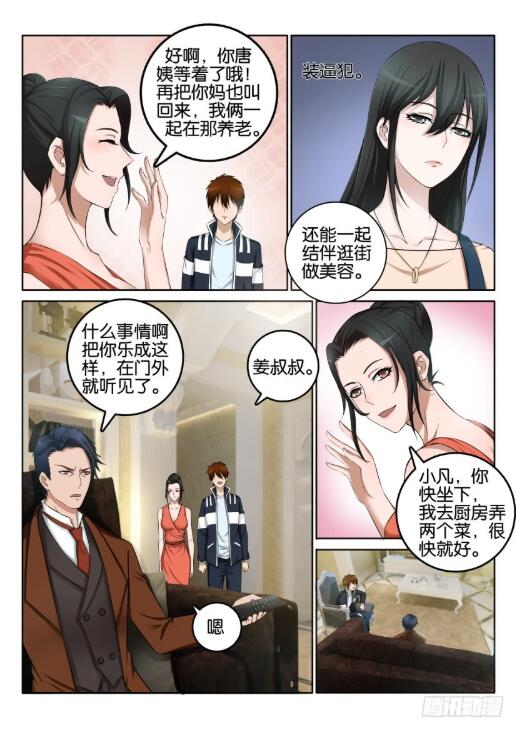 好啊，你唐
姨等着了哦！
再把你妈也叫
回来，我俩一
起在那养老。
装逼犯。
还能一起
结伴逛街
做美容。
什么事情啊
把你乐成这
样，在门外
就听见了。
姜叔叔。
小凡，你
快坐下，
我去厨房弄
两个菜，很
快就好。
嗯
腾讯动漫